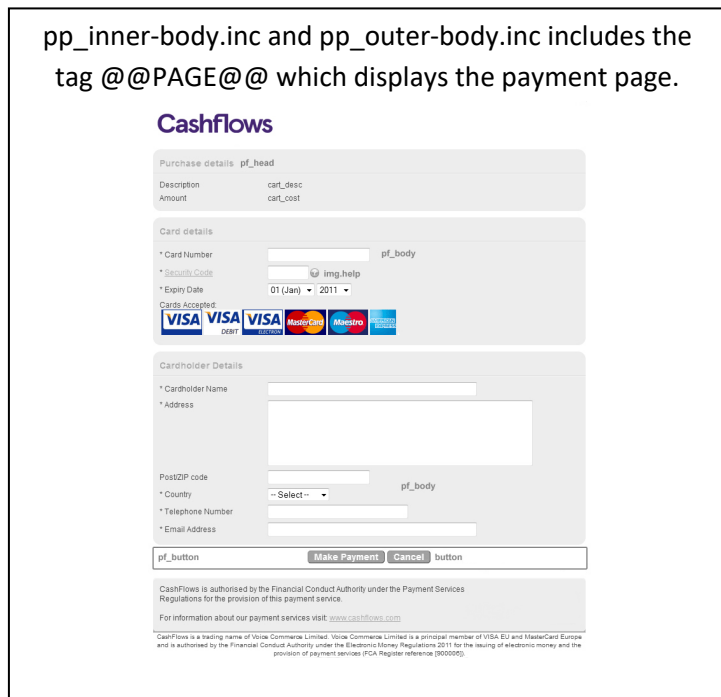 pp_inner-body.inc and pp_outer-body.inc includes the
tag @@PAGE@@ which displays the payment page.
Cashflows
Purchase details pf_head
Description cart_desc
Amount cart_cost
Card details
* Card Number pf_body
* Security Code img.help
* Expiry Date 01 (Jan) 2011
Cards Accepted:
VISA VISA DEBIT VISA ELECTRON MasterCard Maestro AMERICAN EXPRESS
Cardholder Details
* Cardholder Name
* Address
Post/ZIP code
pf_body
* Country -- Select --
* Telephone Number
* Email Address
pf_button Make Payment Cancel button
CashFlows is authorised by the Financial Conduct Authority under the Payment Services
Regulations for the provision of this payment service.
For information about our payment services visit: www.cashflows.com
CashFlows is a trading name of Voice Commerce Limited. Voice Commerce Limited is a principal member of VISA EU and MasterCard Europe
and is authorised by the Financial Conduct Authority under the Electronic Money Regulations 2011 for the issuing of electronic money and the
provision of payment services (FCA Register reference [900006]).